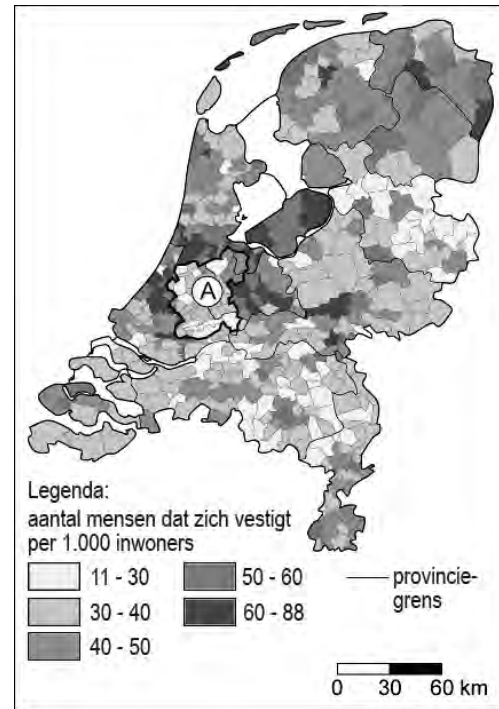 A
Legenda:
aantal mensen dat zich vestigt
per 1.000 inwoners
11 - 30
50 - 60
provincie-
grens
30 - 40
60 - 88
40 - 50
0 30 60 km